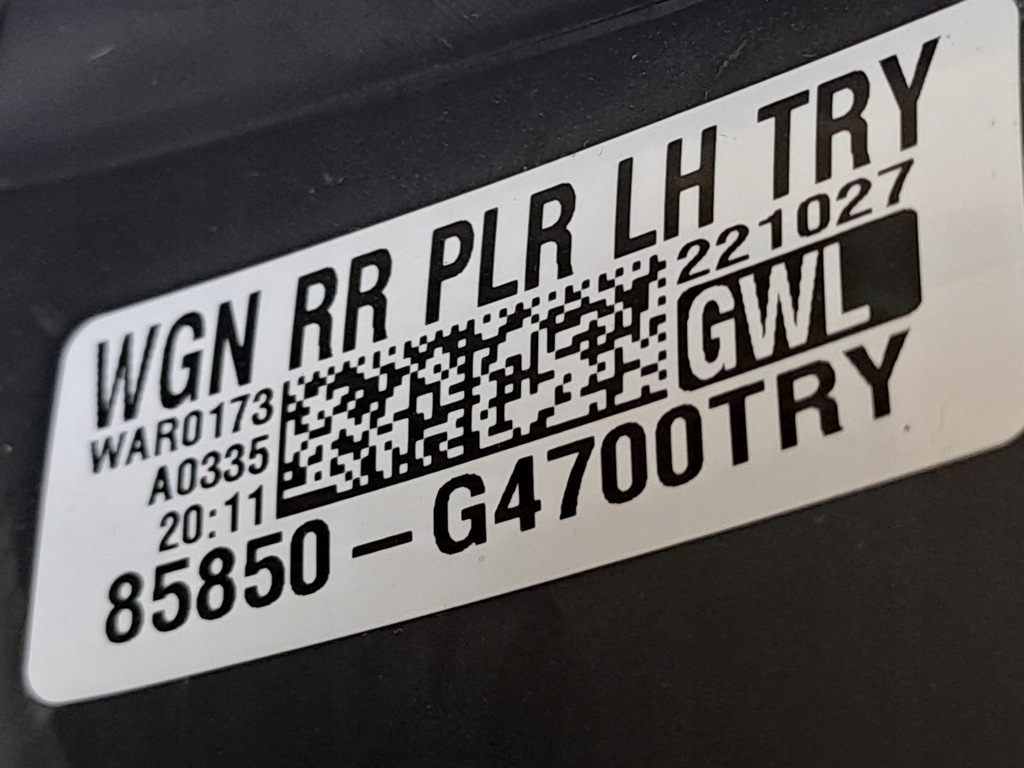 WGN RR PLR LH TRY
WAR0173
A0335
20:11
221027
GWL
85850-G4700TRY